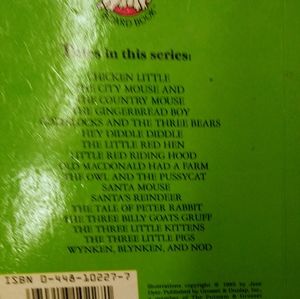 BOARD BOOK
Titles in this series:
CHICKEN LITTLE
THE CITY MOUSE AND
THE COUNTRY MOUSE
THE GINGERBREAD BOY
GOLDILOCKS AND THE THREE BEARS
HEY DIDDLE DIDDLE
THE LITTLE RED HEN
LITTLE RED RIDING HOOD
OLD MACDONALD HAD A FARM
THE OWL AND THE PUSSYCAT
SANTA MOUSE
SANTA'S REINDEER
THE TALE OF PETER RABBIT
THE THREE BILLY GOATS GRUFF
THE THREE LITTLE KITTENS
THE THREE LITTLE PIGS
WYNKEN, BLYNKEN, AND NOD
ISBN 0-448-10227-7
Illustrations copyright © by
Published by Grosset & Dunlap, Inc.,